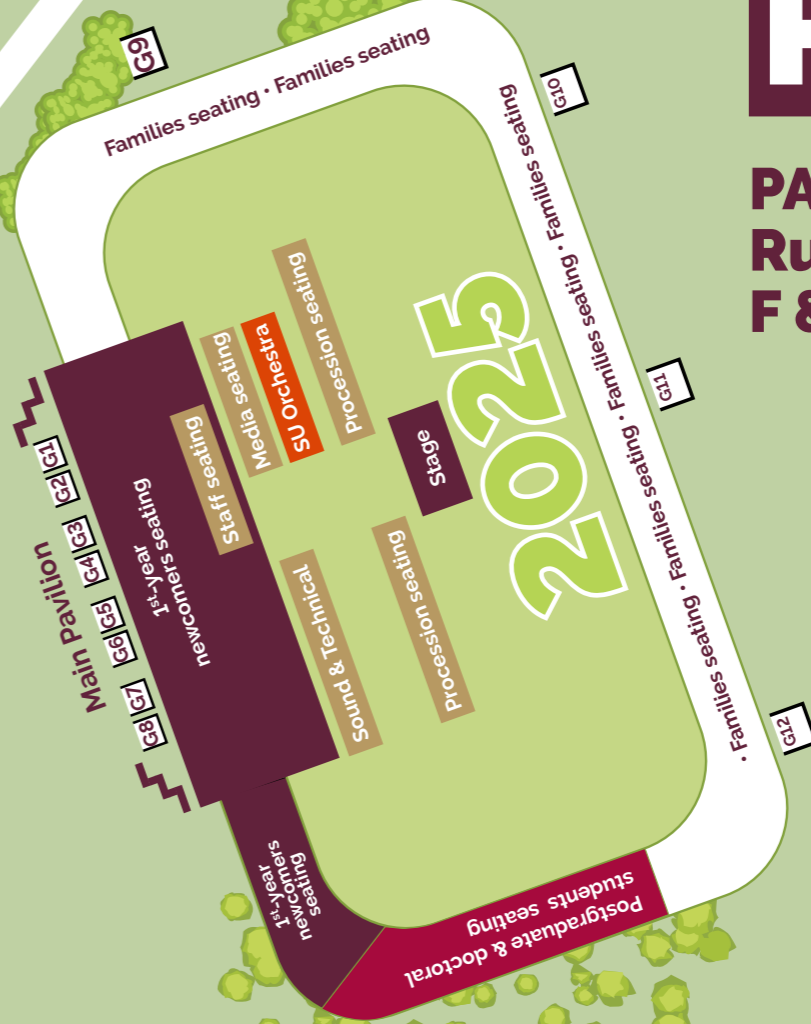 G9
Families seating • Families seating
G10
Families seating • Families seating • Families seating • Families seating • Families seating
•
G11
G12
PA
Ru
F &
Procession seating
SU Orchestra
Media seating
Staff seating
Stage
2025
1st-year
newcomers seating
Main Pavilion
G1
G2
G3
G4
G5
G6
G7
G8
Sound & Technical
Procession seating
1st-year
newcomers
seating
Postgraduate & doctoral
students seating